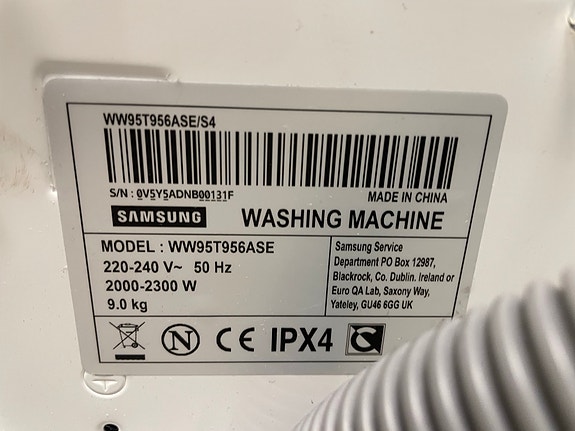 WW95T956ASE/S4
S/N : 0V5Y5ADNB00131F
MADE IN CHINA
SAMSUNG WASHING MACHINE
MODEL : WW95T956ASE
220-240 V~ 50 Hz
2000-2300 W
9.0 kg
Samsung Service
Department PO Box 12987,
Blackrock, Co. Dublin. Ireland or
Euro QA Lab, Saxony Way,
Yateley, GU46 6GG UK
N CE IPX4